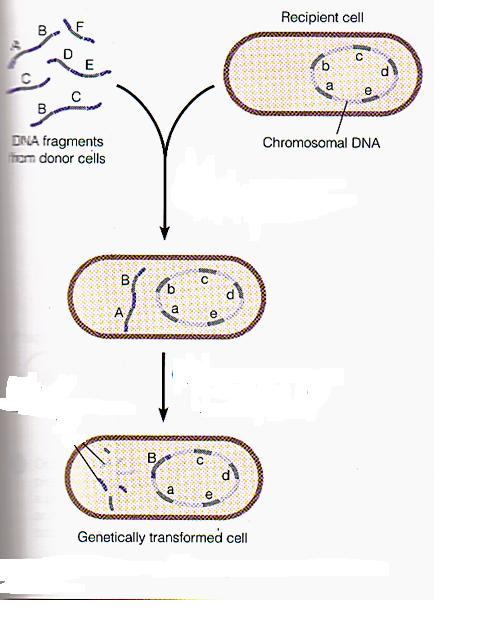 Recipient cell
B
F
A
D
E
C
C
B
DNA fragments
from donor cells
b
c
d
a
e
Chromosomal DNA
B
A
b
c
d
a
e
B
c
d
a
e
Genetically transformed cell